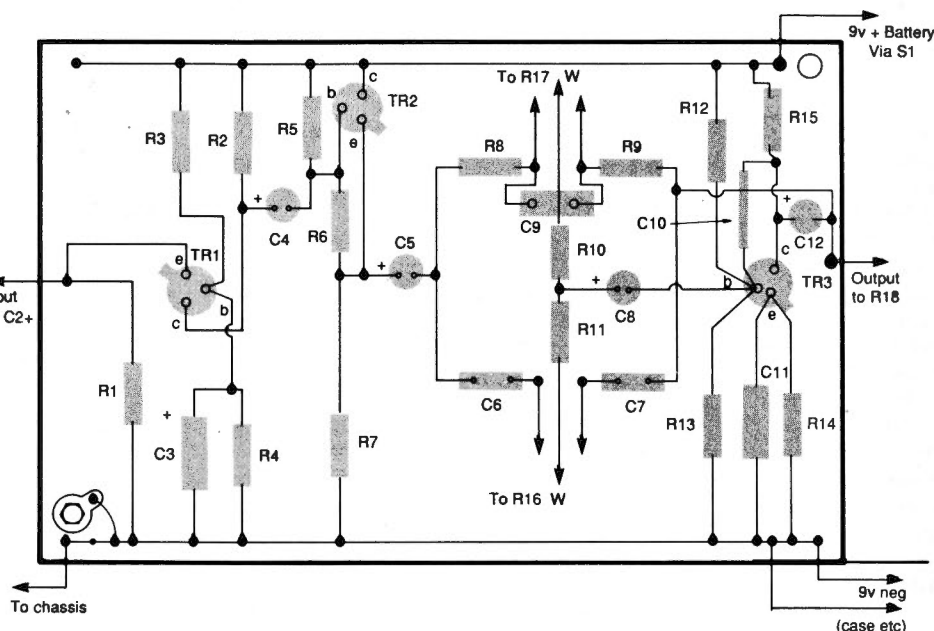 9v + Battery
Via S1
To R17 W
c
b
TR2
R3
R2
R5
e
R12
R15
R8
R9
+
C4
R6
C9
C10
+
C12
C5
+
R10
c
e
TR1
b
c
+
C8
b
TR3
e
Output
to R18
C2+
R11
R1
+
C3
R4
R7
C6
C7
C11
R13
R14
To R16 W
To chassis
9v neg
(case etc)